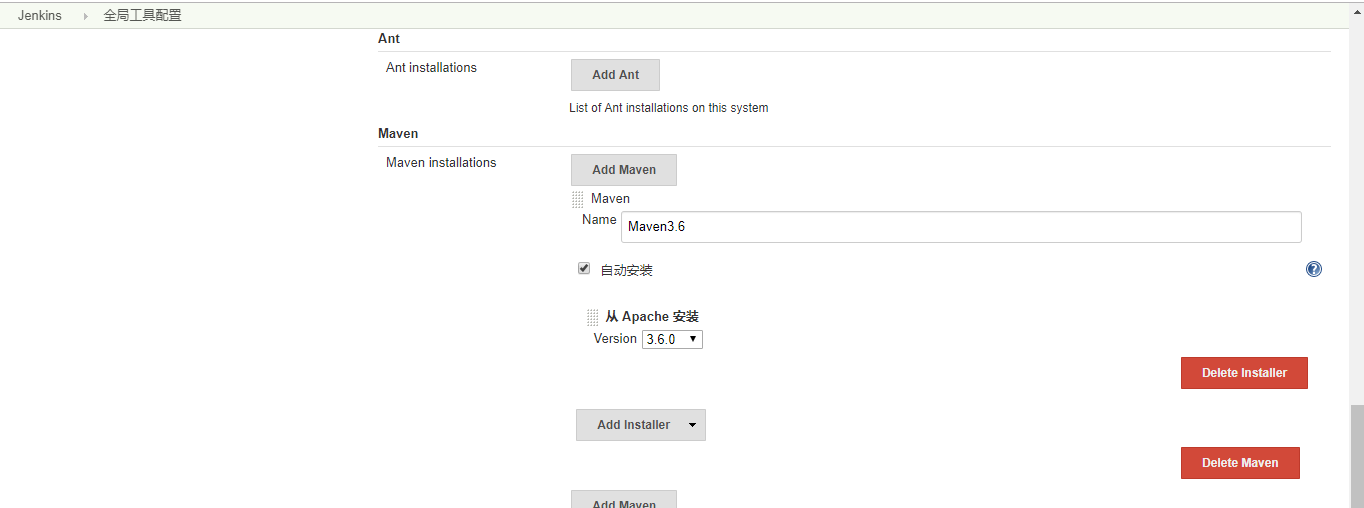 Jenkins 全局工具配置
Ant
Ant installations
Add Ant
List of Ant installations on this system
Maven
Maven installations
Add Maven
Maven
Name Maven3.6
自动安装
从 Apache 安装
Version 3.6.0
Delete Installer
Add Installer
Delete Maven
Add Maven